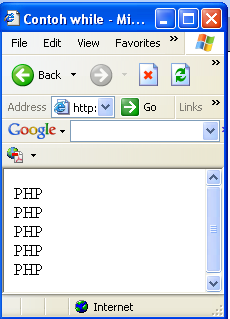 Contoh while - Mi...
File Edit View Favorites »
Back »
Address http: Go Links »
Google »
PHP
PHP
PHP
PHP
PHP
Internet